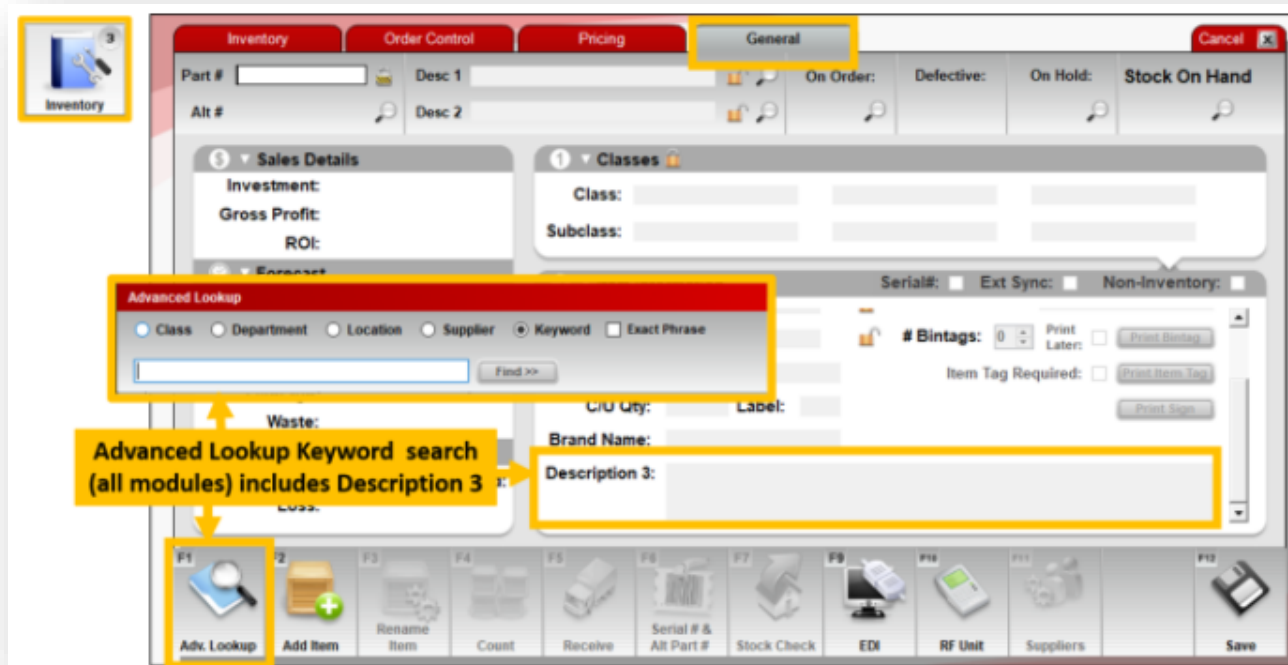 3
Inventory
Inventory Order Control Pricing General Cancel X
Part # Desc 1 On Order: Defective: On Hold: Stock On Hand
Alt # Desc 2
$ Sales Details
Investment:
Gross Profit:
ROI:
Forecast
1 Classes
Class:
Subclass:
Serial#: Ext Sync: Non-Inventory:
Advanced Lookup
Class Department Location Supplier Keyword Exact Phrase
Find >>
# Bintags: 0 Print Later: Print Bintag
Item Tag Required: Print Item Tag
C/U Qty: Label: Print Sign
Waste:
Brand Name:
Advanced Lookup Keyword search
(all modules) includes Description 3
Description 3:
Loss:
F1 F2 F3 F4 F5 F6 F7 F9 F10 F11 F12
Adv. Lookup Add Item Rename Item Count Receive Serial # & Alt Part # Stock Check EDI RF Unit Suppliers Save